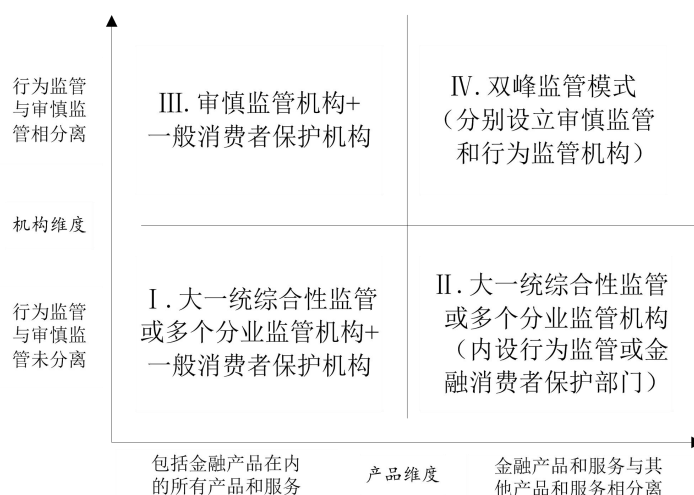 行为监管
与审慎监
管相分离
III. 审慎监管机构+
一般消费者保护机构
IV. 双峰监管模式
（分别设立审慎监管
和行为监管机构）
机构维度
行为监管
与审慎监
管未分离
I. 大一统综合性监管
或多个分业监管机构+
一般消费者保护机构
II. 大一统综合性监管
或多个分业监管机构
（内设行为监管或金
融消费者保护部门）
包括金融产品在内
的所有产品和服务
产品维度
金融产品和服务与其
他产品和服务相分离